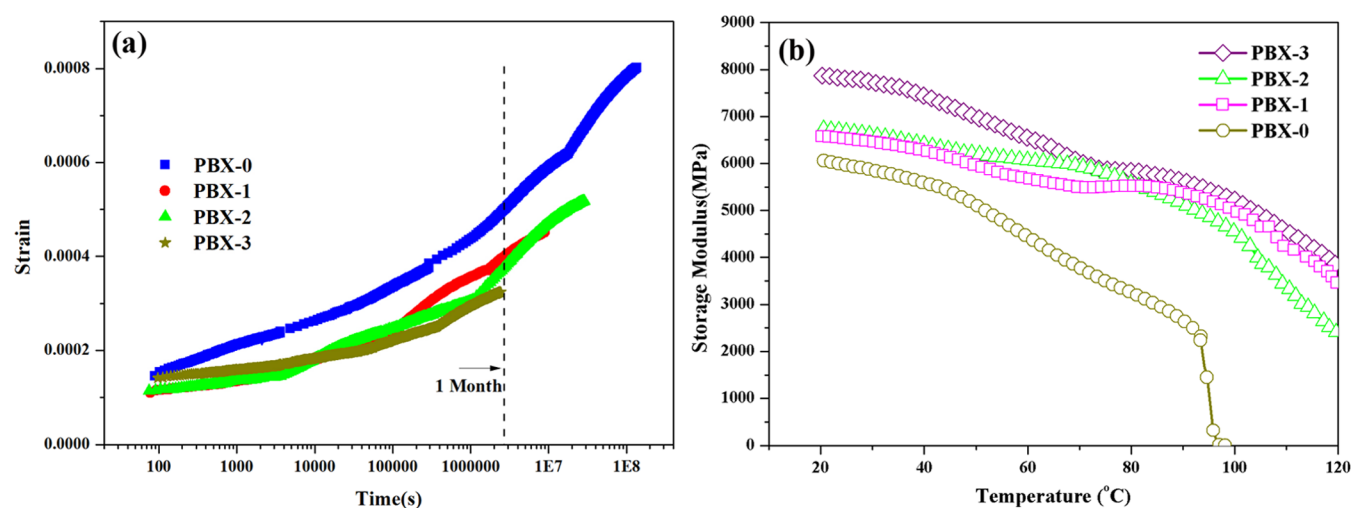 (a)
0.0008
0.0006
0.0004
0.0002
0.0000
Strain
PBX-0
PBX-1
PBX-2
PBX-3
1 Month
100
1000
10000
100000
1000000
1E7
1E8
Time(s)
(b)
9000
8000
7000
6000
5000
4000
3000
2000
1000
0
Storage Modulus(MPa)
PBX-3
PBX-2
PBX-1
PBX-0
20
40
60
80
100
120
Temperature (°C)